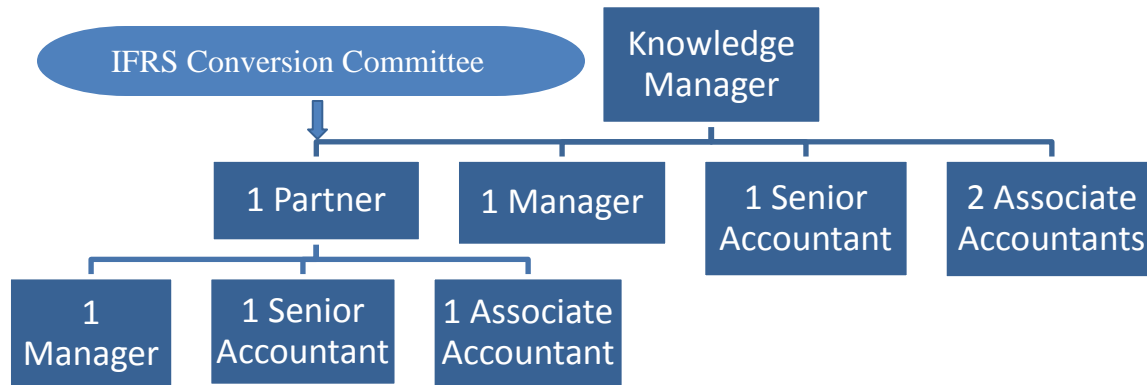 IFRS Conversion Committee
Knowledge
Manager
1 Partner
1 Manager
1 Senior
Accountant
2 Associate
Accountants
1
Manager
1 Senior
Accountant
1 Associate
Accountant